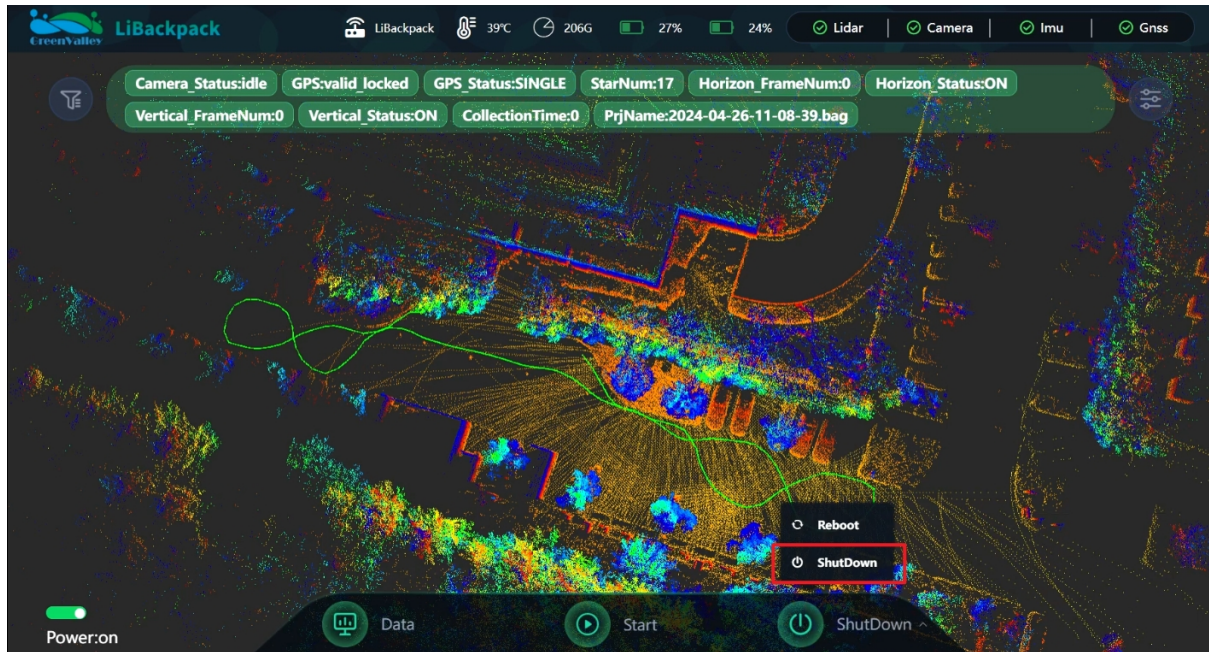 GreenValley LiBackpack LiBackpack 39℃ 206G 27% 24% Lidar Camera Imu Gnss
Camera_Status:idle GPS:valid_locked GPS_Status:SINGLE StarNum:17 Horizon_FrameNum:0 Horizon_Status:ON
Vertical_FrameNum:0 Vertical_Status:ON CollectionTime:0 PrjName:2024-04-26-11-08-39.bag
Reboot
ShutDown
Power:on
Data Start ShutDown